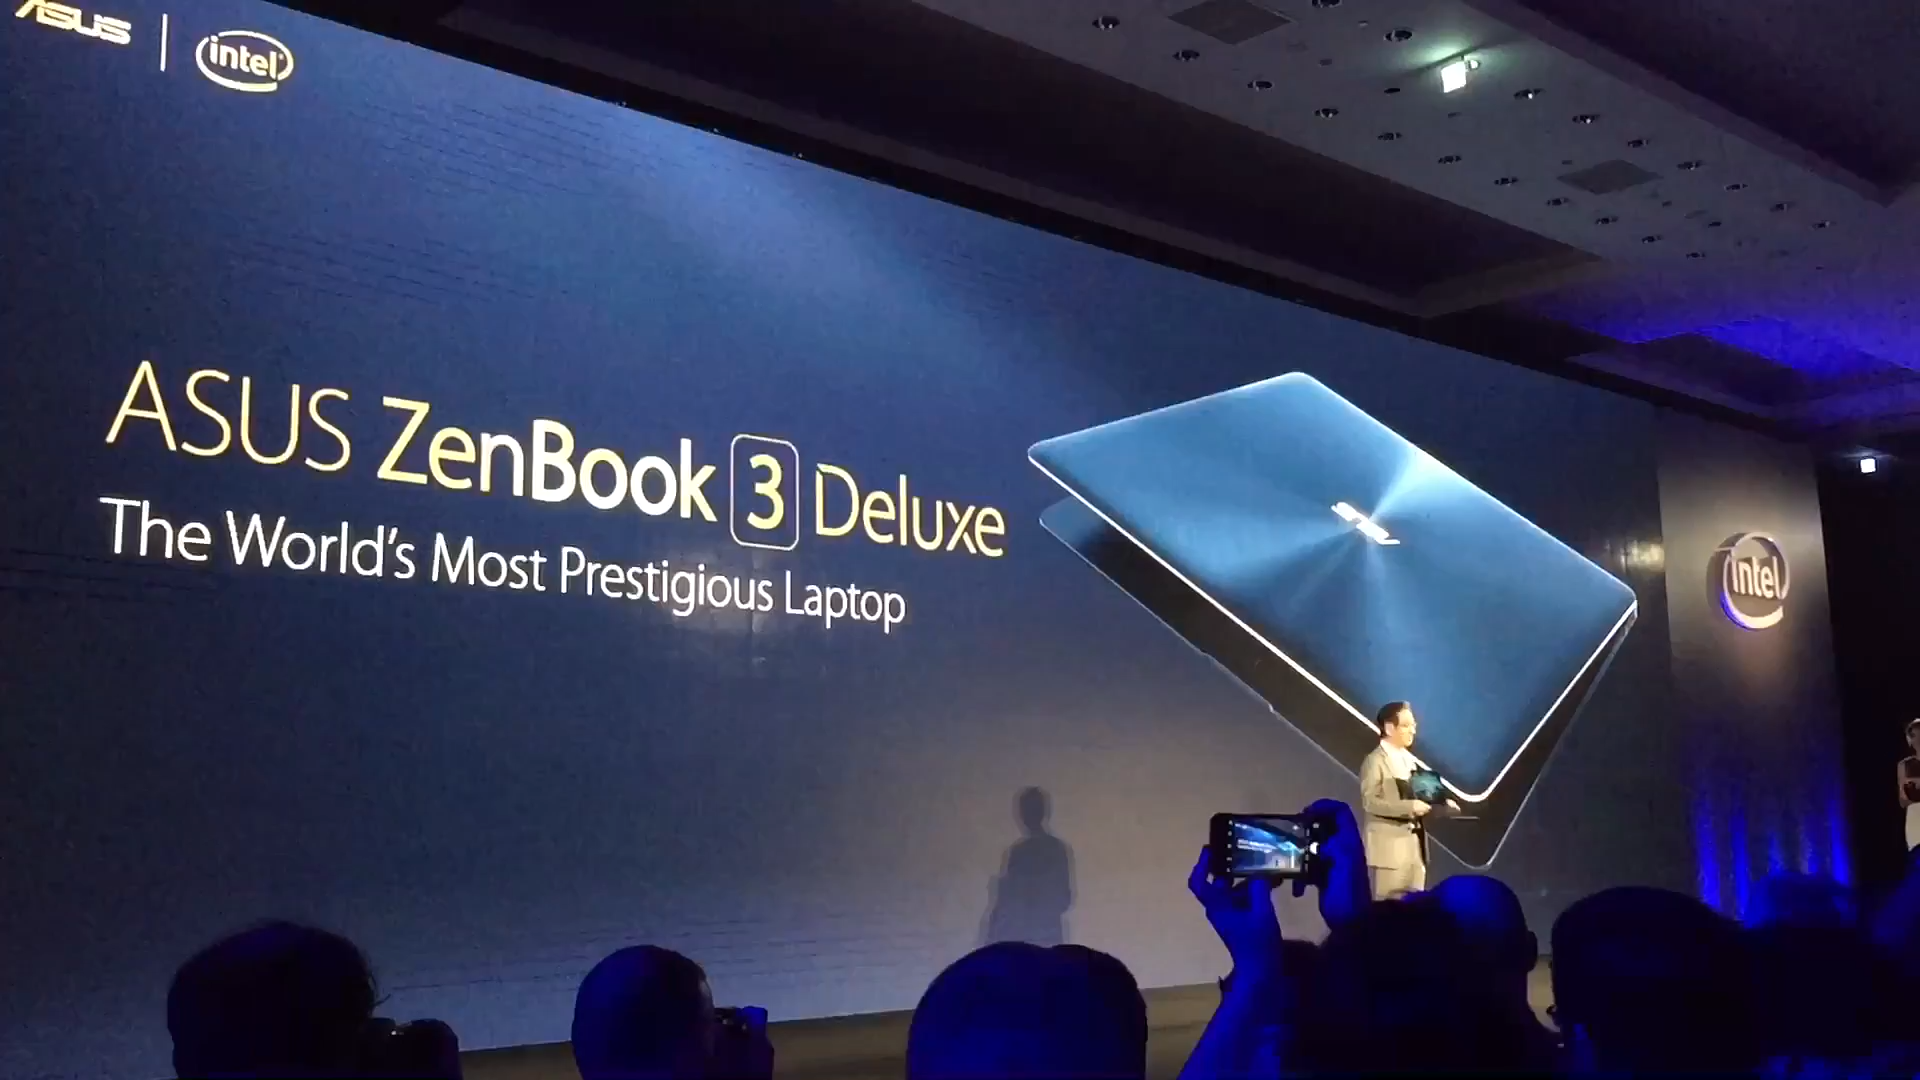 ASUS | intel
ASUS ZenBook 3 Deluxe
The World's Most Prestigious Laptop
intel